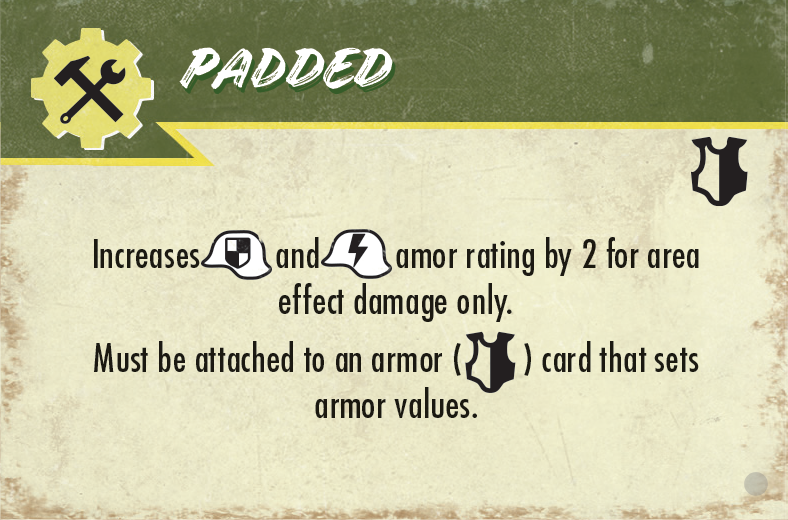 PADDED
Increases and amor rating by 2 for area
effect damage only.
Must be attached to an armor ( ) card that sets
armor values.